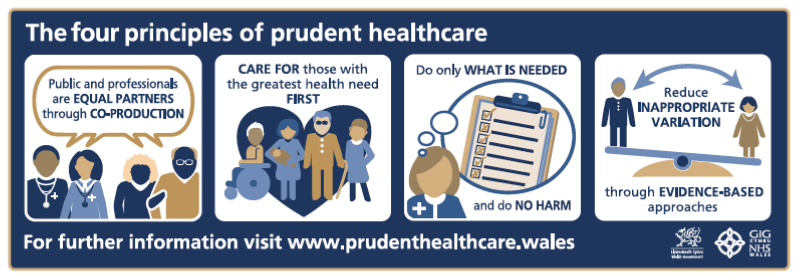 The four principles of prudent healthcare
Public and professionals
are EQUAL PARTNERS
through CO-PRODUCTION
CARE FOR those with
the greatest health need
FIRST
Do only WHAT IS NEEDED
and do NO HARM
Reduce
INAPPROPRIATE
VARIATION
through EVIDENCE-BASED
approaches
For further information visit www.prudenthealthcare.wales
Llywodraeth Cymru
Welsh Government
GIG
CYMRU
NHS
WALES